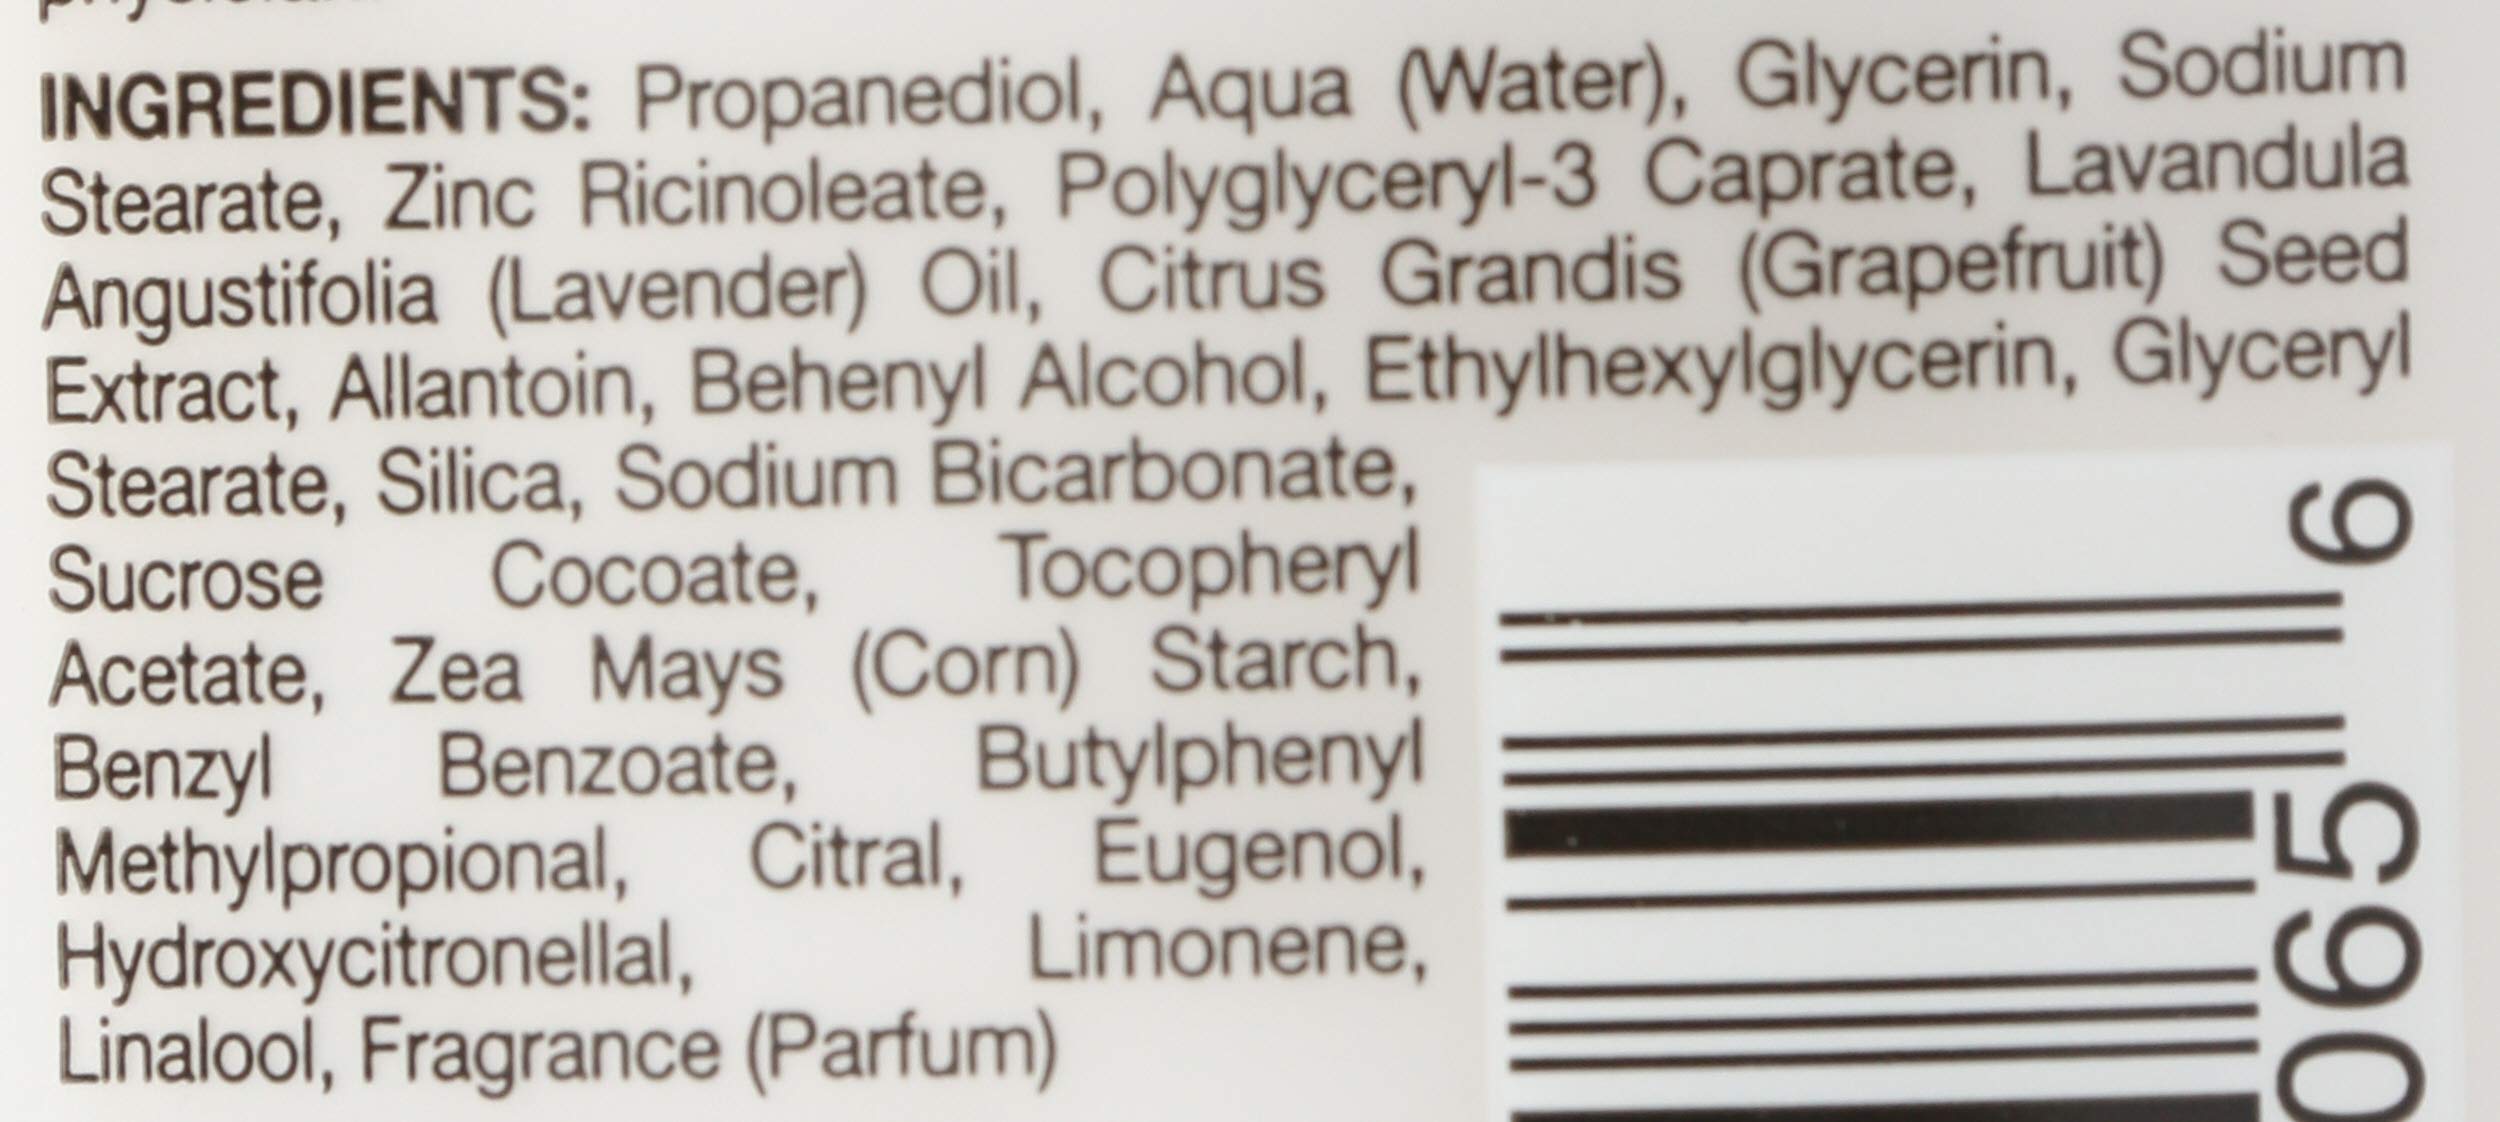 INGREDIENTS: Propanediol, Aqua (Water), Glycerin, Sodium
Stearate, Zinc Ricinoleate, Polyglyceryl-3 Caprate, Lavandula
Angustifolia (Lavender) Oil, Citrus Grandis (Grapefruit) Seed
Extract, Allantoin, Behenyl Alcohol, Ethylhexylglycerin, Glyceryl
Stearate, Silica, Sodium Bicarbonate,
Sucrose Cocoate, Tocopheryl
Acetate, Zea Mays (Corn) Starch,
Benzyl Benzoate, Butylphenyl
Methylpropional, Citral, Eugenol,
Hydroxycitronellal, Limonene,
Linalool, Fragrance (Parfum)
065 6